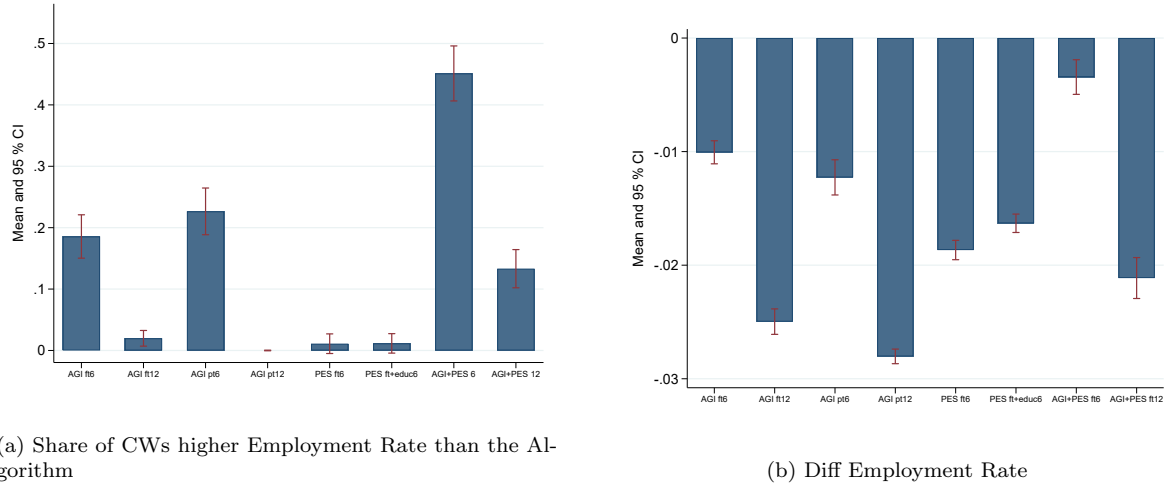 .5
.4
.3
.2
.1
0
Mean and 95 % CI
AGI ft6 AGI ft12 AGI pt6 AGI pt12 PES ft6 PES ft+educ6 AGI+PES 6 AGI+PES 12
(a) Share of CWs higher Employment Rate than the Al-
gorithm
0
-.01
-.02
-.03
Mean and 95 % CI
AGI ft6 AGI ft12 AGI pt6 AGI pt12 PES ft6 PES ft+educ6 AGI+PES ft6 AGI+PES ft12
(b) Diff Employment Rate